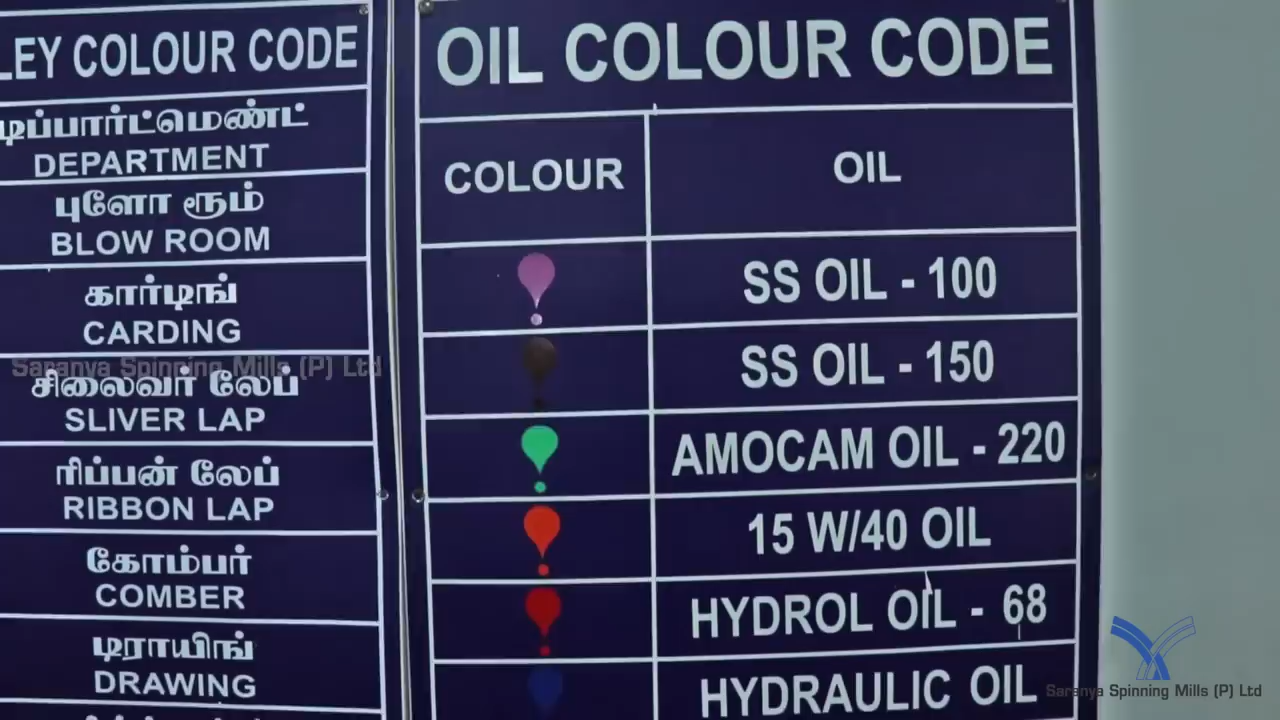 LEY COLOUR CODE
டிப்பார்ட்மெண்ட்
DEPARTMENT
புளோ ரூம்
BLOW ROOM
கார்டிங்
CARDING
சிலைவர் லேப்
SLIVER LAP
ரிப்பன் லேப்
RIBBON LAP
கோம்பர்
COMBER
டிராயிங்
DRAWING
OIL COLOUR CODE
COLOUR OIL
SS OIL - 100
SS OIL - 150
AMOCAM OIL - 220
15 W/40 OIL
HYDROL OIL - 68
HYDRAULIC OIL
Saranya Spinning Mills (P) Ltd
Saranya Spinning Mills (P) Ltd